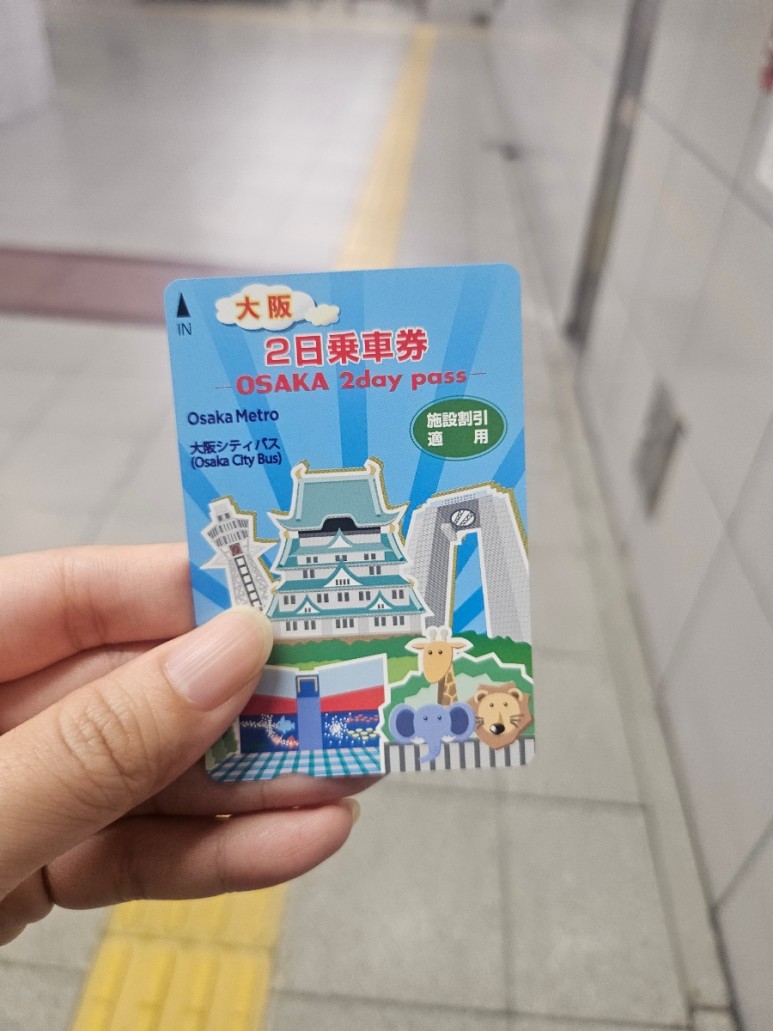 IN
大阪
2日乗車券
OSAKA 2day pass
Osaka Metro
大阪シティバス
(Osaka City Bus)
施設割引
適 用